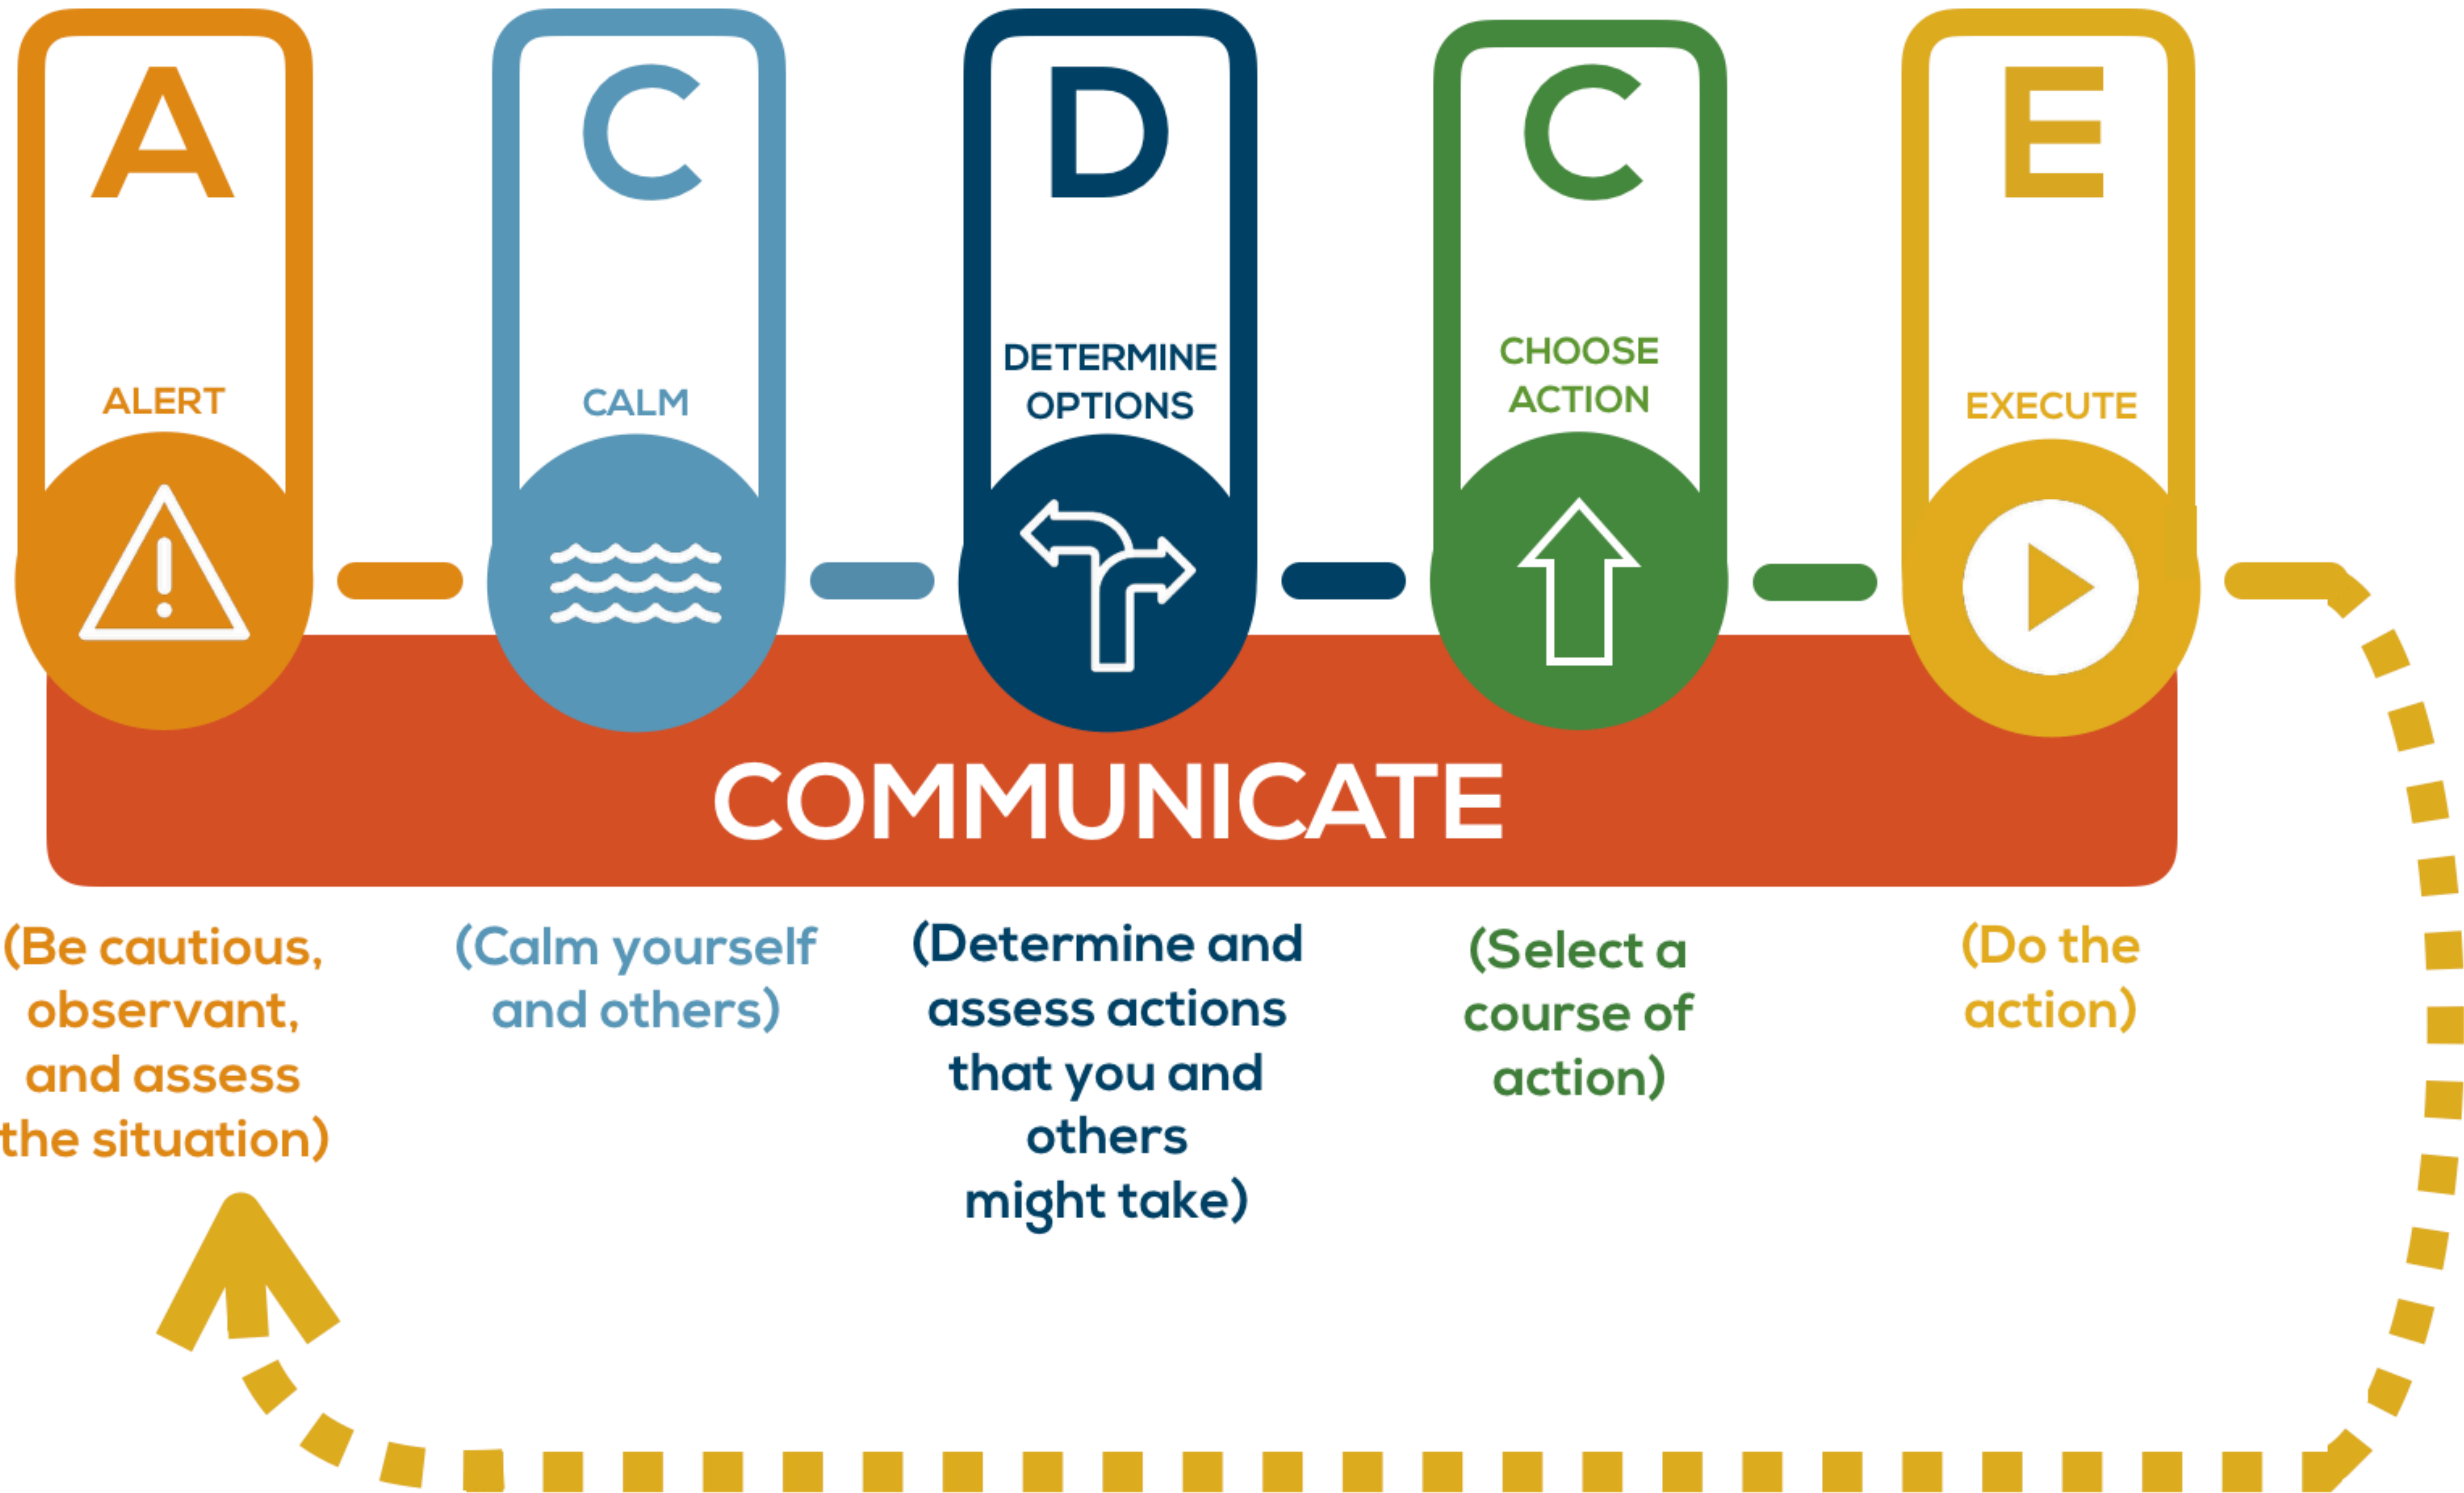 A
ALERT
C
CALM
D
DETERMINE
OPTIONS
C
CHOOSE
ACTION
E
EXECUTE
COMMUNICATE
(Be cautious,
observant,
and assess
the situation)
(Calm yourself
and others)
(Determine and
assess actions
that you and
others
might take)
(Select a
course of
action)
(Do the
action)